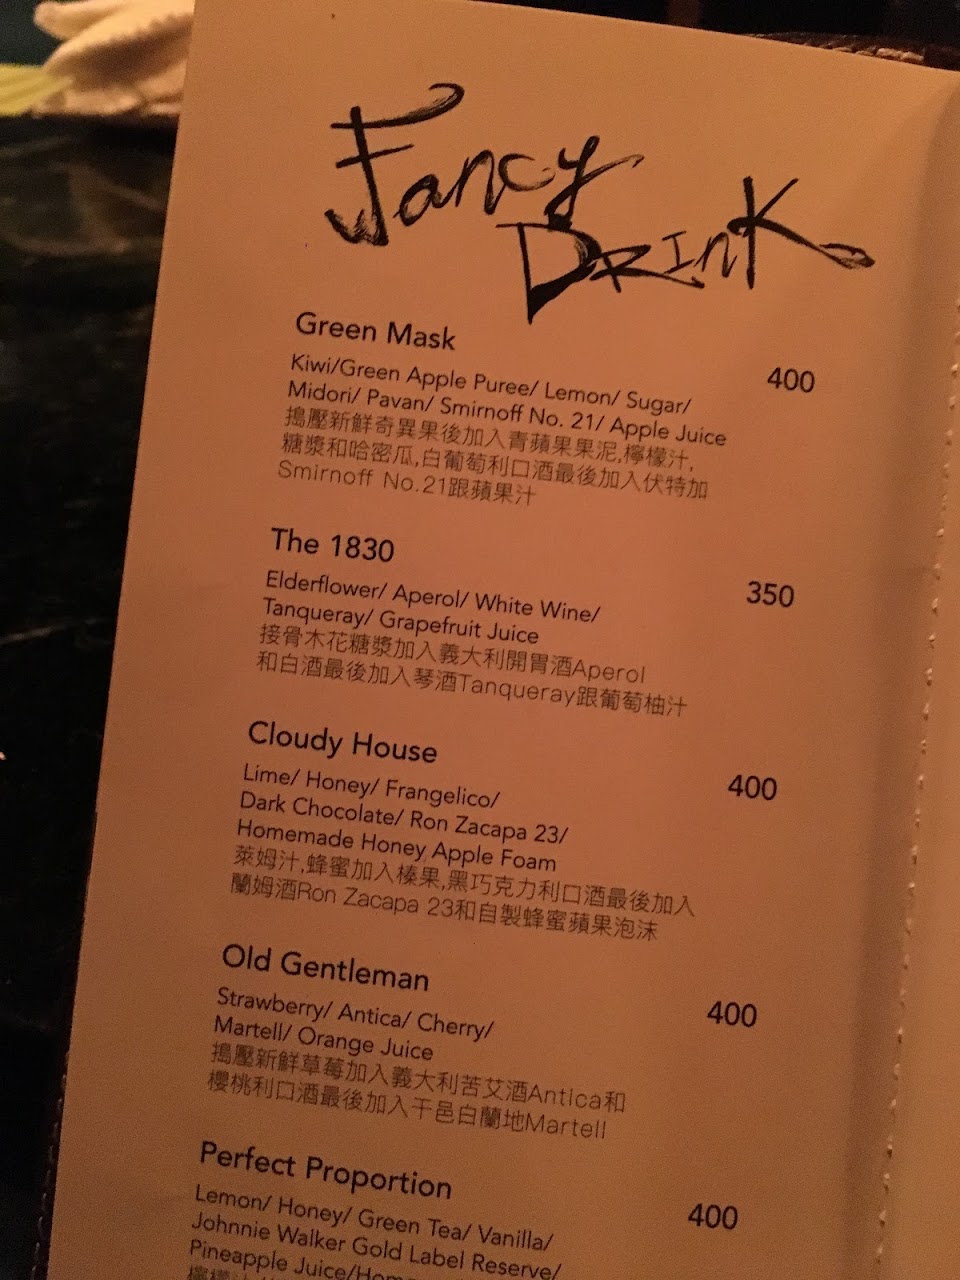 Fancy
Drink
Green Mask
400
Kiwi/Green Apple Puree/ Lemon/ Sugar/
Midori/ Pavan/ Smirnoff No. 21/ Apple Juice
搗壓新鮮奇異果後加入青蘋果果泥,檸檬汁,
糖漿和哈密瓜,白葡萄利口酒最後加入伏特加
Smirnoff No.21跟蘋果汁
The 1830
350
Elderflower/ Aperol/ White Wine/
Tanqueray/ Grapefruit Juice
接骨木花糖漿加入義大利開胃酒Aperol
和白酒最後加入琴酒Tanqueray跟葡萄柚汁
Cloudy House
400
Lime/ Honey/ Frangelico/
Dark Chocolate/ Ron Zacapa 23/
Homemade Honey Apple Foam
萊姆汁,蜂蜜加入榛果,黑巧克力利口酒最後加入
蘭姆酒Ron Zacapa 23和自製蜂蜜蘋果泡沫
Old Gentleman
400
Strawberry/ Antica/ Cherry/
Martell/ Orange Juice
搗壓新鮮草莓加入義大利苦艾酒Antica和
櫻桃利口酒最後加入干邑白蘭地Martell
Perfect Proportion
400
Lemon/ Honey/ Green Tea/ Vanilla/
Johnnie Walker Gold Label Reserve/
Pineapple Juice/